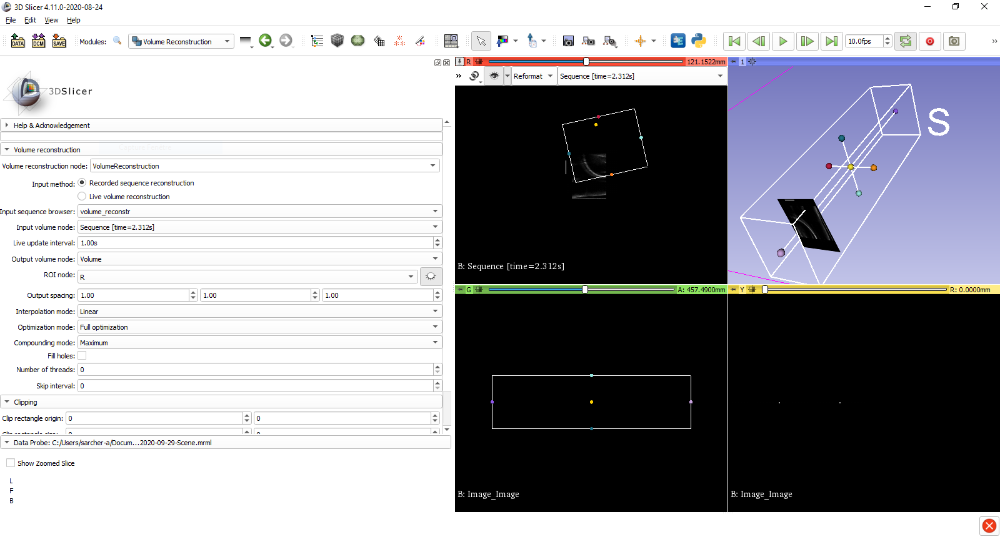 3D Slicer 4.11.0-2020-08-24
File Edit View Help
DATA DCM SAVE Modules: Volume Reconstruction 10.0fps »
3DSlicer
Help & Acknowledgement
Volume reconstruction
Volume reconstruction node: VolumeReconstruction
Input method: Recorded sequence reconstruction
Live volume reconstruction
Input sequence browser: volume_reconstr
Input volume node: Sequence [time=2.312s]
Live update interval: 1.00s
Output volume node: Volume
ROI node: R
Output spacing: 1.00 1.00 1.00
Interpolation mode: Linear
Optimization mode: Full optimization
Compounding mode: Maximum
Fill holes:
Number of threads: 0
Skip interval: 0
Clipping
Clip rectangle origin: 0 0
Clip rectangle size: 0 0
Data Probe: C:/Users/sarcher-a/Docum...2020-09-29-Scene.mrml
Show Zoomed Slice
L
F
B
R 121.1522mm
» Reformat Sequence [time=2.312s]
B: Sequence [time=2.312s]
1
S
G A: 457.4900mm
B: Image_Image
Y R: 0.0000mm
B: Image_Image